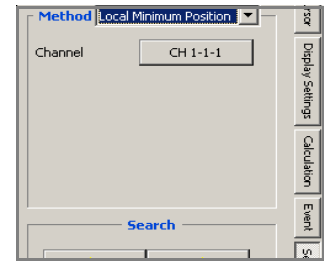 Method Local Minimum Position
Channel CH 1-1-1
Search
Display Settings
Calculation
Event